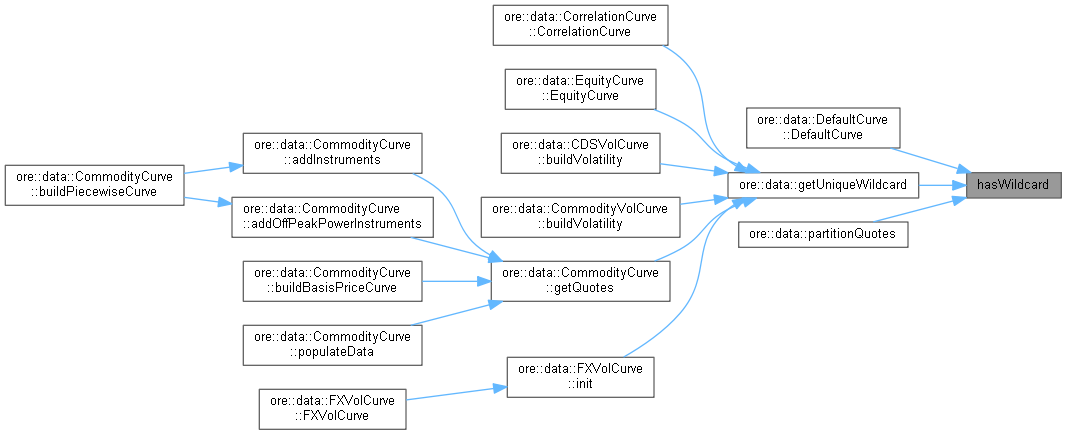 ore::data::CorrelationCurve
::CorrelationCurve
ore::data::EquityCurve
::EquityCurve
ore::data::DefaultCurve
::DefaultCurve
ore::data::CommodityCurve
::addInstruments
ore::data::CDSVolCurve
::buildVolatility
ore::data::CommodityCurve
::buildPiecewiseCurve
ore::data::getUniqueWildcard
hasWildcard
ore::data::CommodityCurve
::addOffPeakPowerInstruments
ore::data::CommodityVolCurve
::buildVolatility
ore::data::partitionQuotes
ore::data::CommodityCurve
::buildBasisPriceCurve
ore::data::CommodityCurve
::getQuotes
ore::data::CommodityCurve
::populateData
ore::data::FXVolCurve
::init
ore::data::FXVolCurve
::FXVolCurve